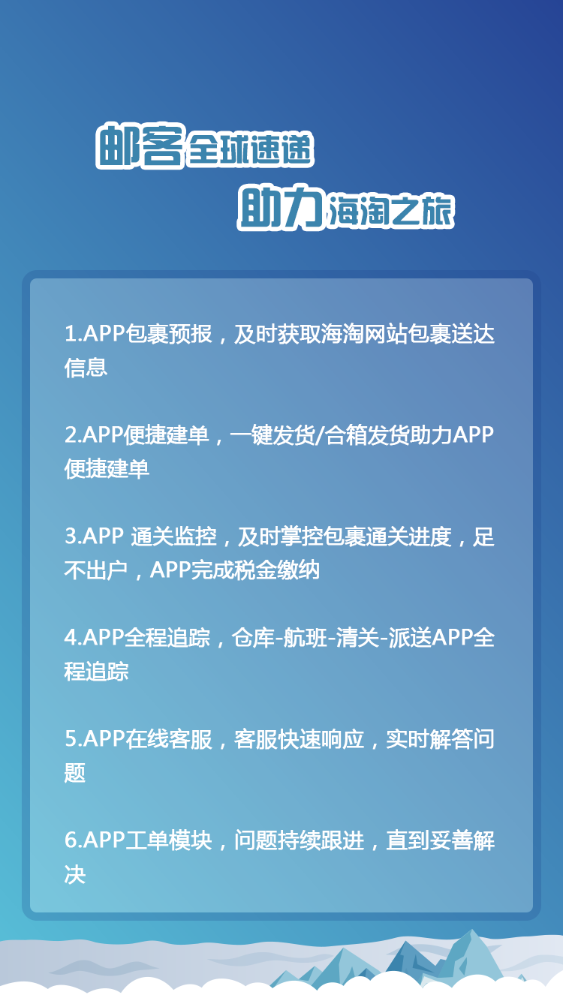 邮客全球速递
助力海淘之旅
1.APP包裹预报，及时获取海淘网站包裹送达
信息
2.APP便捷建单，一键发货/合箱发货助力APP
便捷建单
3.APP 通关监控，及时掌控包裹通关进度，足
不出户，APP完成税金缴纳
4.APP全程追踪，仓库-航班-清关-派送APP全
程追踪
5.APP在线客服，客服快速响应，实时解答问
题
6.APP工单模块，问题持续跟进，直到妥善解
决